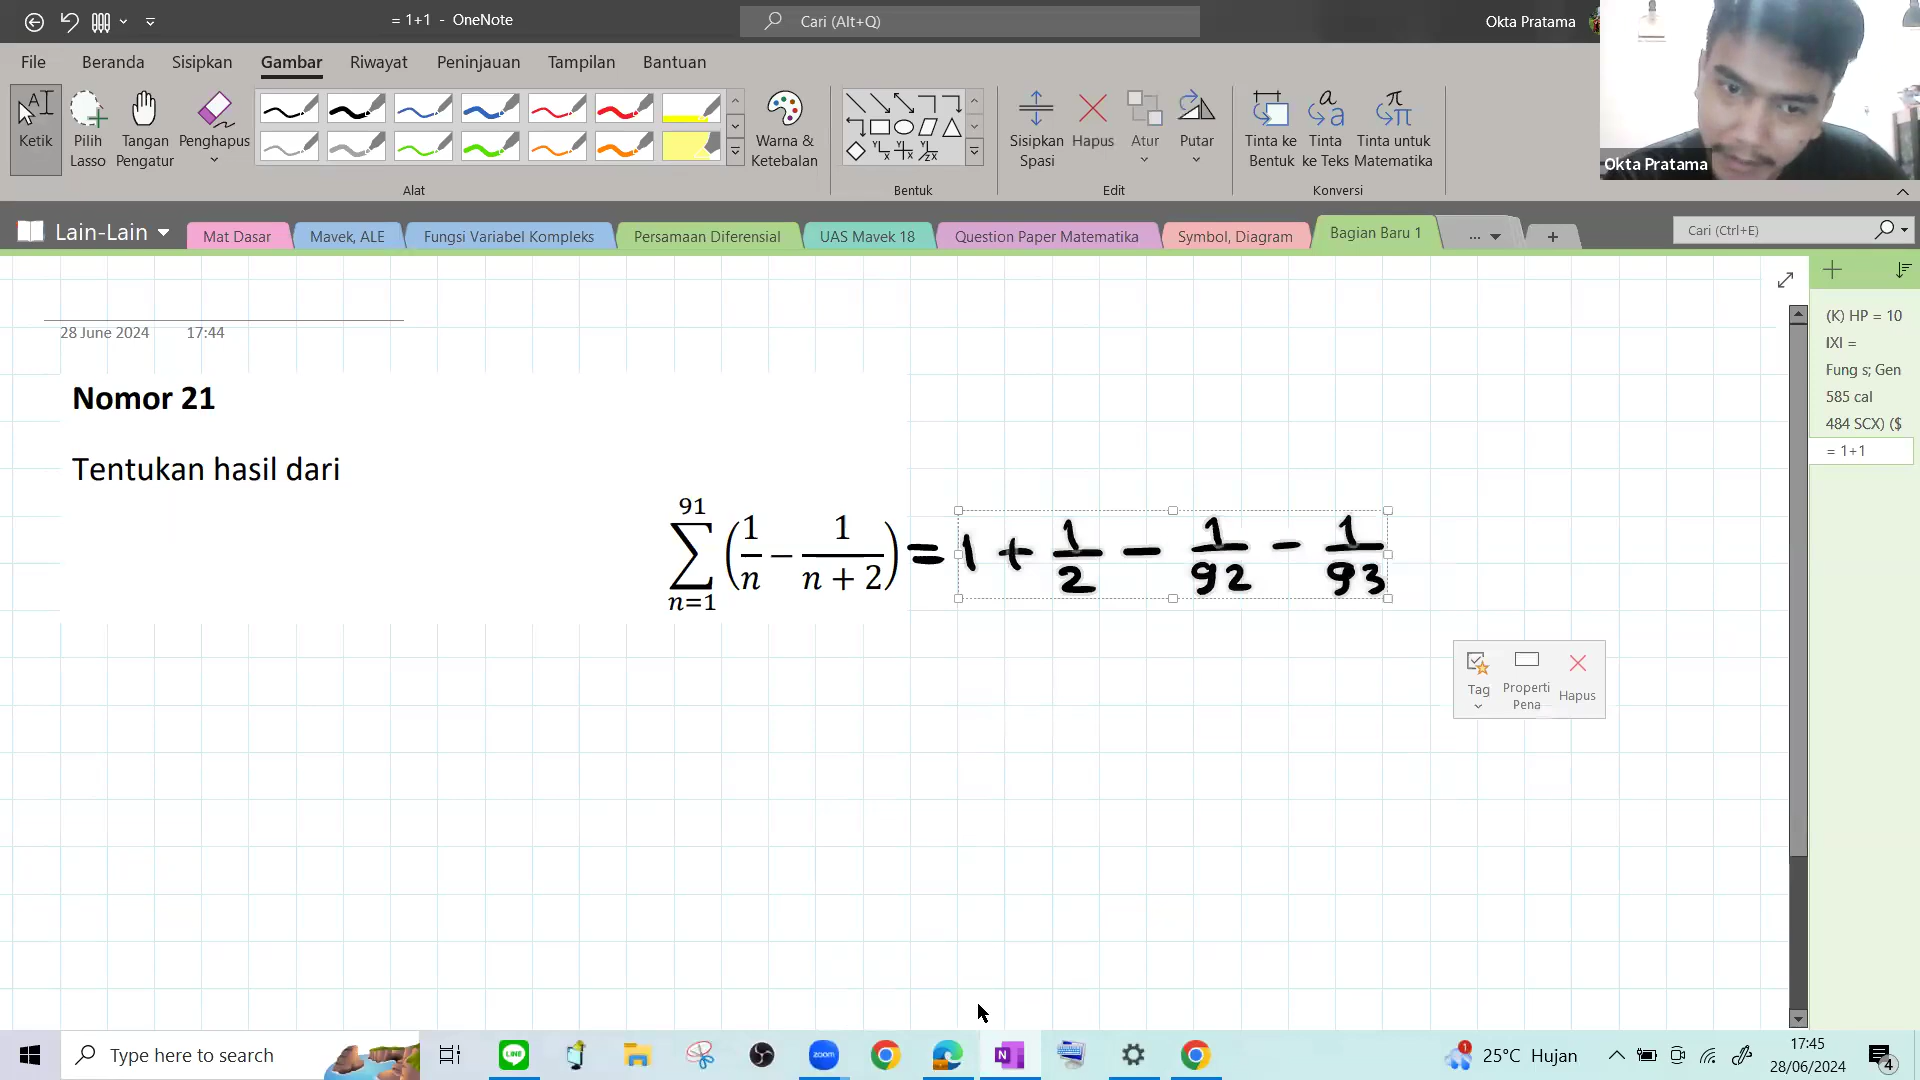 = 1+1 - OneNote
Cari (Alt+Q)
Okta Pratama
File Beranda Sisipkan Gambar Riwayat Peninjauan Tampilan Bantuan
Ketik
Pilih Lasso
Tangan Pengatur
Penghapus
Warna & Ketebalan
Sisipkan Spasi
Hapus
Atur
Putar
Tinta ke Bentuk
Tinta ke Teks
Tinta untuk Matematika
Alat
Bentuk
Edit
Konversi
Okta Pratama
Lain-Lain
Mat Dasar
Mavek, ALE
Fungsi Variabel Kompleks
Persamaan Diferensial
UAS Mavek 18
Question Paper Matematika
Symbol, Diagram
Bagian Baru 1
...
Cari (Ctrl+E)
28 June 2024 17:44
(K) HP = 10
IXI =
Fung s; Gen
585 cal
484 SCX) ($
= 1+1
Nomor 21
Tentukan hasil dari
∑_{n=1}^{91} (1/n − 1/(n + 2)) = 1 + 1/2 − 1/92 − 1/93
Tag
Properti Pena
Hapus
Type here to search
LINE
zoom
25°C Hujan
17:45
28/06/2024
4
1